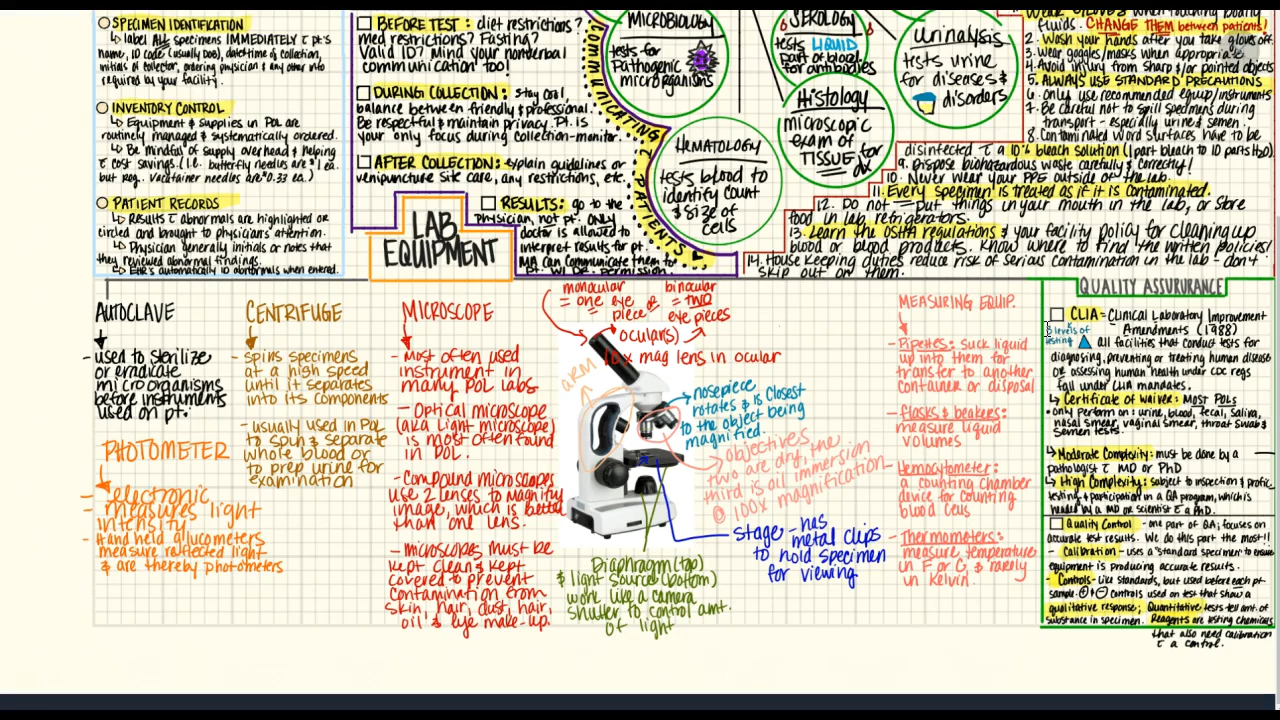 SPECIMEN IDENTIFICATION
↳ label ALL specimens IMMEDIATELY c̄ pt's
name, ID code (usually DOB), date+time of collection,
initials of collector, ordering physician & any other info
required by your facility.
INVENTORY CONTROL
↳ Equipment & supplies in POL are
routinely managed & systematically ordered.
↳ Be mindful of supply overhead & helping
c̄ cost savings. (i.e. butterfly needles are $1 ea.
but reg. vacutainer needles are $0.33 ea.)
PATIENT RECORDS
↳ Results c̄ abnormals are highlighted or
circled and brought to physician's attention.
↳ Physician generally initials or notes that
they reviewed abnormal findings.
↳ EHR's automatically ID abnormals when entered.
BEFORE TEST: diet restrictions?
med restrictions? Fasting?
Valid ID? Mind your nonverbal
communication too!
DURING COLLECTION: stay cool,
balance between friendly & professional.
Be respectful & maintain privacy. Pt. is
your only focus during collection-monitor.
AFTER COLLECTION: explain guidelines or
venipuncture site care, any restrictions, etc.
RESULTS: go to the
physician, not pt. ONLY
doctor is allowed to
interpret results for pt.
MA can communicate them to
pt. w/ DR. permission.
COMMUNICATING
PATIENTS
MICROBIOLOGY
tests for
pathogenic
microorganisms
SEROLOGY
tests LIQUID
part of blood
for antibodies
Urinalysis
tests urine
for diseases &
disorders
Histology
microscopic
exam of
TISSUE for
dx
HEMATOLOGY
tests blood to
identify count
& size of
cells
when touching bodily
fluids. CHANGE THEM between patients!
2. Wash your hands after you take gloves off.
3. Wear goggles/masks when appropriate
4. Avoid injury from sharp &/or pointed objects
5. ALWAYS USE STANDARD PRECAUTIONS
6. Only use recommended equip/instruments
7. Be careful not to spill specimens during
transport - especially urine & semen.
8. Contaminated word surfaces have to be
disinfected c̄ a 10% bleach solution (1 part bleach to 10 parts H₂O).
9. Dispose biohazardous waste carefully & correctly!
10. Never wear your PPE outside of the lab.
11. Every specimen is treated as if it is contaminated.
12. Do not put things in your mouth in the lab, or store
food in lab refrigerators.
13. Learn the OSHA regulations & your facility policy for cleaning up
blood or blood products. Know where to find the written policies!
14. House keeping duties reduce risk of serious contamination in the lab - don't
skip out on them.
LAB
EQUIPMENT
AUTOCLAVE
- used to sterilize
or eradicate
microorganisms
before instruments
used on pt.
PHOTOMETER
- electronic
- measures light
intensity
- Hand held glucometers
measure reflected light
& are thereby photometers
CENTRIFUGE
- spins specimens
at a high speed
until it separates
into its components
- usually used in POL
to spin & separate
whole blood or
to prep urine for
examination
MICROSCOPE
- Most often used
instrument in
many POL labs
- Optical microscope
(aka light microscope)
is most often found
in POL.
- Compound microscopes
use 2 lenses to magnify
image, which is better
than one lens.
- microscopes must be
kept clean & kept
covered to prevent
contamination from
skin, hair, dust, hair,
oil, & eye make-up.
monocular
= one eye
piece
or
binocular
= two
eye pieces
ocular(s)
10x mag lens in ocular
arm
nosepiece
rotates & is closest
to the object being
magnified.
objectives
two are dry, the
third is oil immersion
@ 100x magnification
stage - has
metal clips
to hold specimen
for viewing.
Diaphragm (top)
& light source (bottom)
work like a camera
shutter to control amt.
of light
MEASURING EQUIP.
- Pipettes: suck liquid
up into them for
transfer to another
container or disposal
- flasks & beakers:
measure liquid
volumes
- Hemocytometer:
a counting chamber
device for counting
blood cells
- Thermometers:
measure temperature
in F or C, & rarely
in Kelvin.
QUALITY ASSURURANCE
CLIA = Clinical Laboratory Improvement
Amendments (1988)
3 levels of
testing
all facilities that conduct tests for
diagnosing, preventing or treating human disease
or assessing human health under CDC regs
fall under CLIA mandates.
↳ Certificate of waiver: MOST POLs
• only perform on: urine, blood, fecal, saliva,
nasal smear, vaginal smear, throat swab &
semen tests.
↳ Moderate Complexity: must be done by a
pathologist c̄ MD or PhD
↳ High Complexity: subject to inspection & profic.
testing & participation in a QA program, which is
headed by a MD or scientist c̄ a PhD.
Quality Control - one part of QA; focuses on
accurate test results. We do this part the most!!
- Calibration - uses a "standard specimen" to ensure
equipment is producing accurate results.
- Controls - Like standards, but used before each pt
sample. ⊕ & ⊖ controls used on test that show a
qualitative response; Quantitative tests tell amt. of
substance in specimen. Reagents are testing chemicals
that also need calibration
c̄ a control.